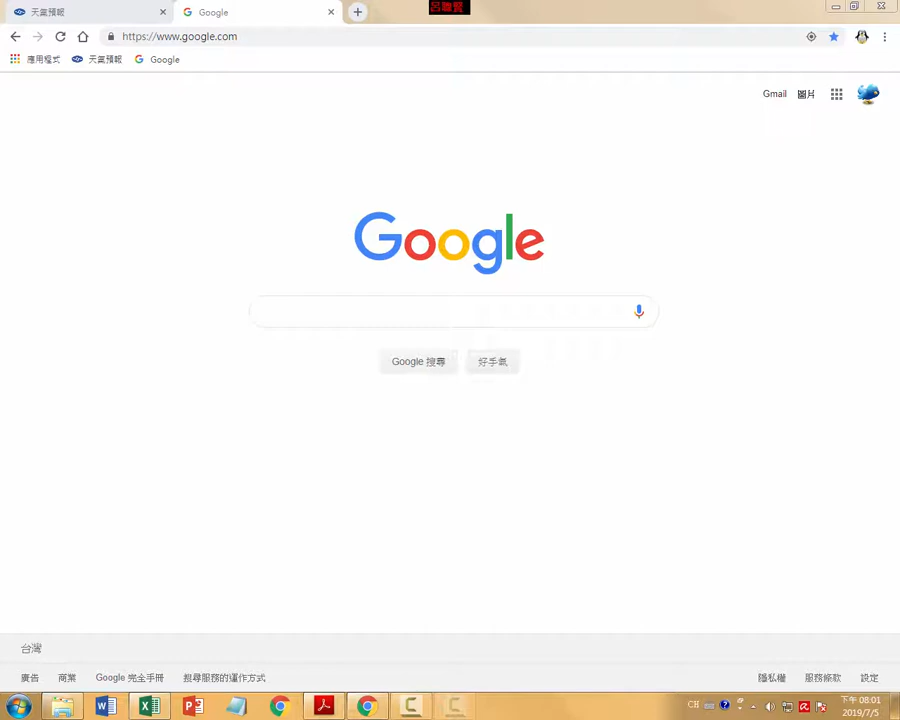 天氣預報
Google
呂聰賢
https://www.google.com
應用程式 天氣預報 Google
Gmail 圖片
Google
Google 搜尋 好手氣
台灣
廣告 商業 Google 完全手冊 搜尋服務的運作方式 隱私權 服務條款 設定
CH
下午 08:01
2019/7/5